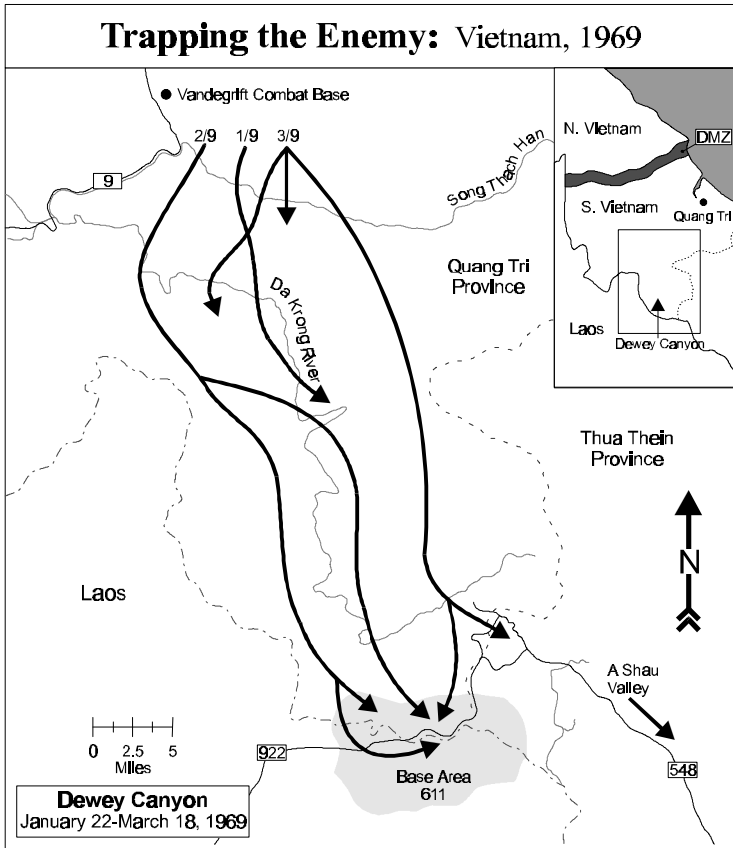 Trapping the Enemy: Vietnam, 1969
Vandegrift Combat Base
2/9 1/9 3/9
9
Song Thach Han
Quang Tri
Province
Da Krong
River
Thua Thein
Province
N
Laos
A Shau
Valley
0 2.5 5
Miles
922
548
Base Area
611
Dewey Canyon
January 22-March 18, 1969
N. Vietnam
DMZ
S. Vietnam
Quang Tri
Laos
Dewey Canyon